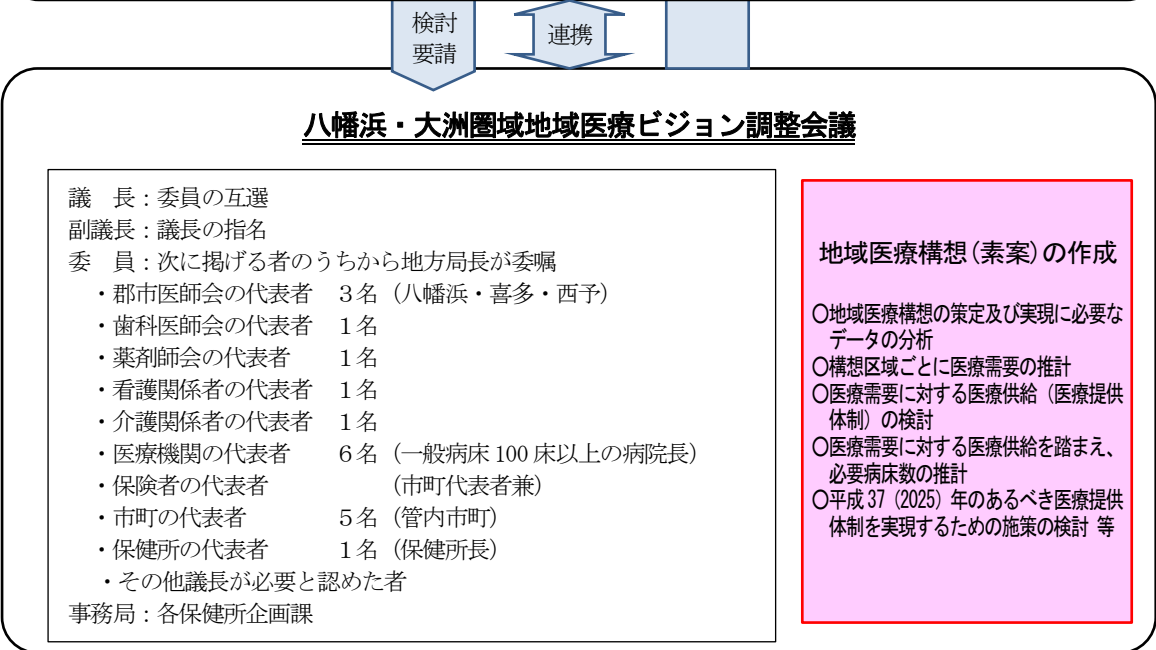 検討
要請
連携
八幡浜・大洲圏域地域医療ビジョン調整会議
議　長：委員の互選
副議長：議長の指名
委　員：次に掲げる者のうちから地方局長が委嘱
・郡市医師会の代表者　３名（八幡浜・喜多・西予）
・歯科医師会の代表者　１名
・薬剤師会の代表者　　１名
・看護関係者の代表者　１名
・介護関係者の代表者　１名
・医療機関の代表者　　６名（一般病床100床以上の病院長）
・保険者の代表者　　　　　（市町代表者兼）
・市町の代表者　　　　５名（管内市町）
・保健所の代表者　　　１名（保健所長）
・その他議長が必要と認めた者
事務局：各保健所企画課
地域医療構想（素案）の作成
〇地域医療構想の策定及び実現に必要な
データの分析
〇構想区域ごとに医療需要の推計
〇医療需要に対する医療供給（医療提供
体制）の検討
〇医療需要に対する医療供給を踏まえ、
必要病床数の推計
〇平成37（2025）年のあるべき医療提供
体制を実現するための施策の検討 等